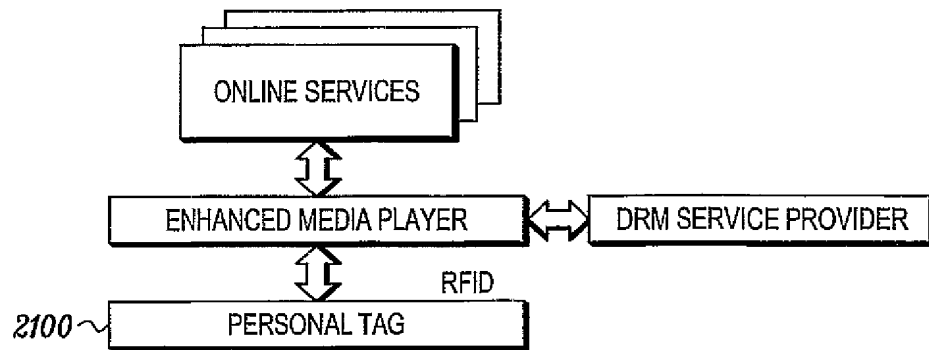 ONLINE SERVICES
ENHANCED MEDIA PLAYER
DRM SERVICE PROVIDER
RFID
2100
PERSONAL TAG